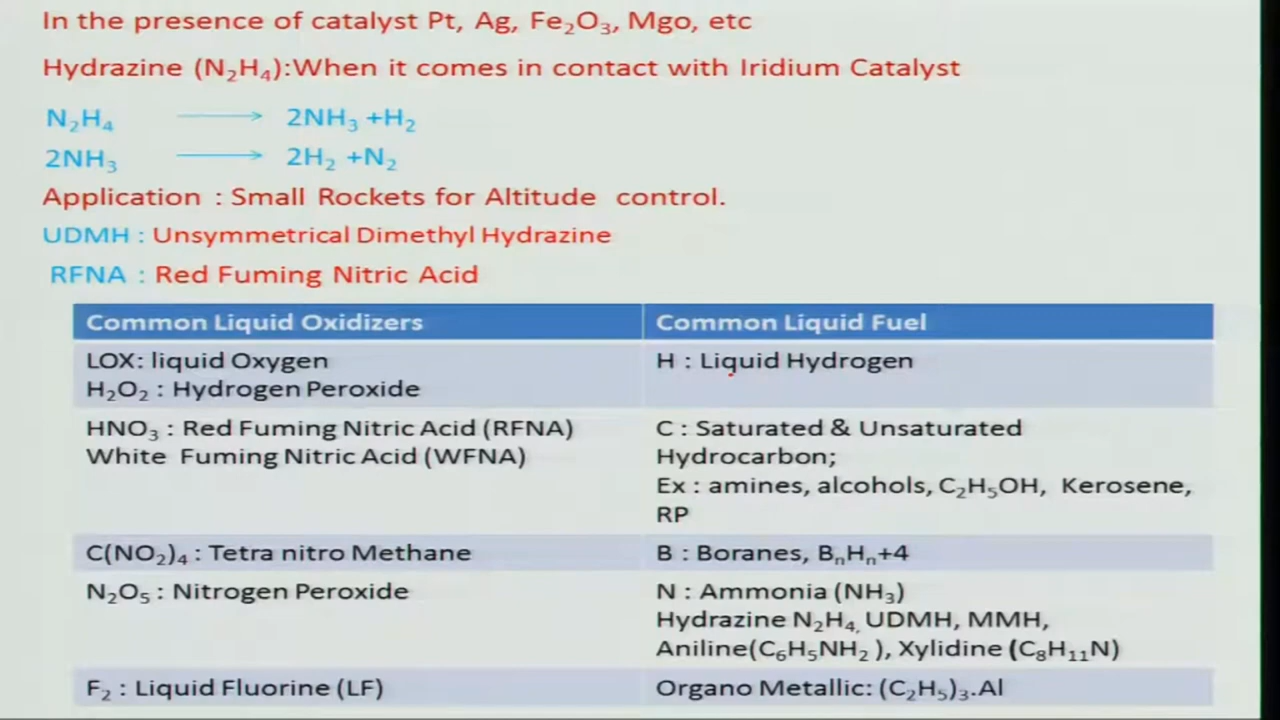 In the presence of catalyst Pt, Ag, Fe₂O₃, Mgo, etc
Hydrazine (N₂H₄):When it comes in contact with Iridium Catalyst
N₂H₄ → 2NH₃ +H₂
2NH₃ → 2H₂ +N₂
Application : Small Rockets for Altitude control.
UDMH : Unsymmetrical Dimethyl Hydrazine
RFNA : Red Fuming Nitric Acid
Common Liquid Oxidizers
Common Liquid Fuel
LOX: liquid Oxygen
H₂O₂ : Hydrogen Peroxide
H : Liquid Hydrogen
HNO₃ : Red Fuming Nitric Acid (RFNA)
White Fuming Nitric Acid (WFNA)
C : Saturated & Unsaturated
Hydrocarbon;
Ex : amines, alcohols, C₂H₅OH, Kerosene,
RP
C(NO₂)₄ : Tetra nitro Methane
B : Boranes, BₙHₙ+4
N₂O₅ : Nitrogen Peroxide
N : Ammonia (NH₃)
Hydrazine N₂H₄, UDMH, MMH,
Aniline(C₆H₅NH₂ ), Xylidine (C₈H₁₁N)
F₂ : Liquid Fluorine (LF)
Organo Metallic: (C₂H₅)₃.Al